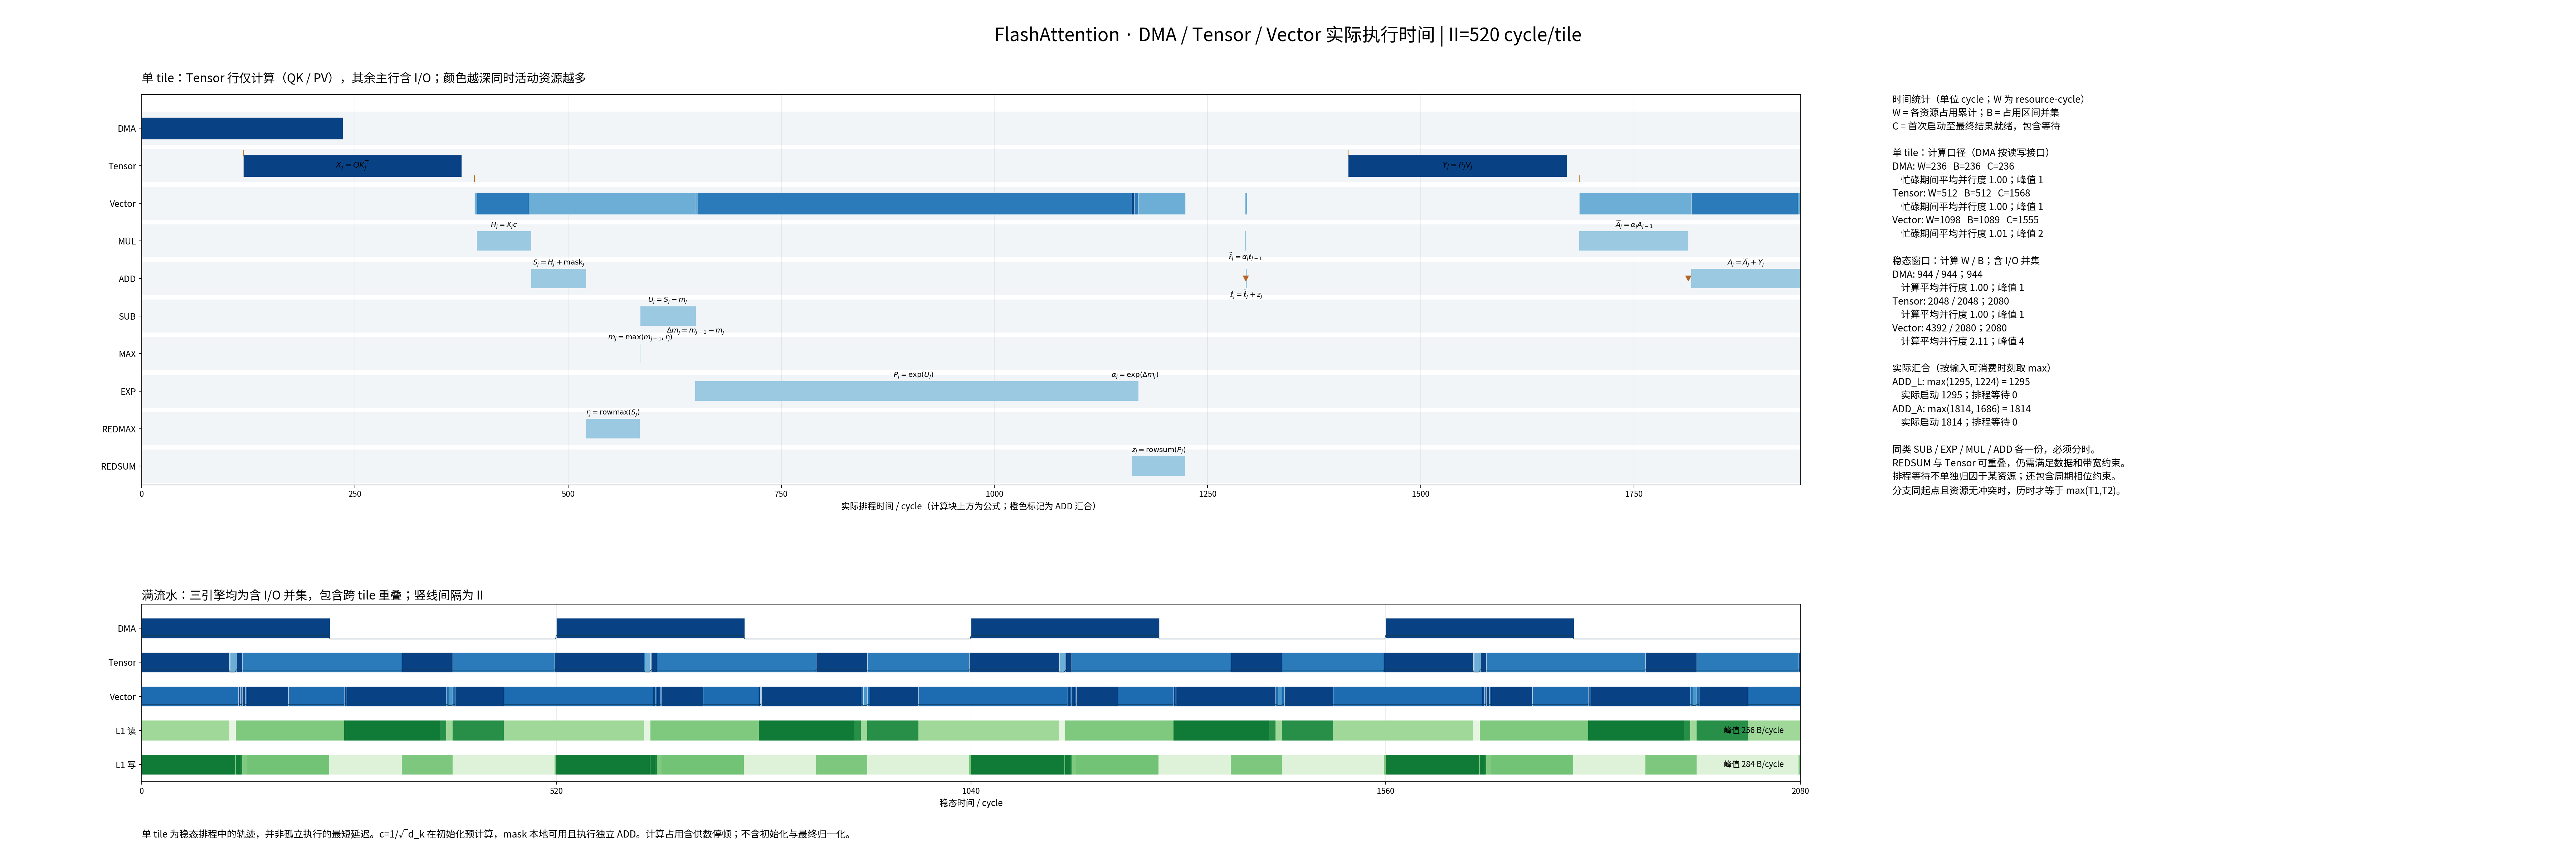 FlashAttention · DMA / Tensor / Vector 实际执行时间 | II=520 cycle/tile
单 tile：Tensor 行仅计算（QK / PV），其余主行含 I/O；颜色越深同时活动资源越多
DMA
Tensor
X_j = QK_j^T
Y_j = P_jV_j
Vector
MUL
H_j = X_jc
ℓ̃_j = α_jℓ_{j−1}
Ã_j = α_jA_{j−1}
ADD
S_j = H_j + mask_j
ℓ_j = ℓ̃_j + z_j
A_j = Ã_j + Y_j
SUB
U_j = S_j − m_j
Δm_j = m_{j−1} − m_j
MAX
m_j = max(m_{j−1}, r_j)
EXP
P_j = exp(U_j)
α_j = exp(Δm_j)
REDMAX
r_j = rowmax(S_j)
REDSUM
z_j = rowsum(P_j)
0 250 500 750 1000 1250 1500 1750
实际排程时间 / cycle（计算块上方为公式；橙色标记为 ADD 汇合）
时间统计（单位 cycle；W 为 resource-cycle）
W = 各资源占用累计；B = 占用区间并集
C = 首次启动至最终结果就绪，包含等待
单 tile：计算口径（DMA 按读写接口）
DMA: W=236 B=236 C=236
忙碌期间平均并行度 1.00；峰值 1
Tensor: W=512 B=512 C=1568
忙碌期间平均并行度 1.00；峰值 1
Vector: W=1098 B=1089 C=1555
忙碌期间平均并行度 1.01；峰值 2
稳态窗口：计算 W / B；含 I/O 并集
DMA: 944 / 944；944
计算平均并行度 1.00；峰值 1
Tensor: 2048 / 2048；2080
计算平均并行度 1.00；峰值 1
Vector: 4392 / 2080；2080
计算平均并行度 2.11；峰值 4
实际汇合（按输入可消费时刻取 max）
ADD_L: max(1295, 1224) = 1295
实际启动 1295；排程等待 0
ADD_A: max(1814, 1686) = 1814
实际启动 1814；排程等待 0
同类 SUB / EXP / MUL / ADD 各一份，必须分时。
REDSUM 与 Tensor 可重叠，仍需满足数据和带宽约束。
排程等待不单独归因于某资源；还包含周期相位约束。
分支同起点且资源无冲突时，历时才等于 max(T1,T2)。
满流水：三引擎均为含 I/O 并集，包含跨 tile 重叠；竖线间隔为 II
DMA
Tensor
Vector
L1 读
峰值 256 B/cycle
L1 写
峰值 284 B/cycle
0 520 1040 1560 2080
稳态时间 / cycle
单 tile 为稳态排程中的轨迹，并非孤立执行的最短延迟。c=1/√d_k 在初始化预计算，mask 本地可用且执行独立 ADD。计算占用含供数停顿；不含初始化与最终归一化。